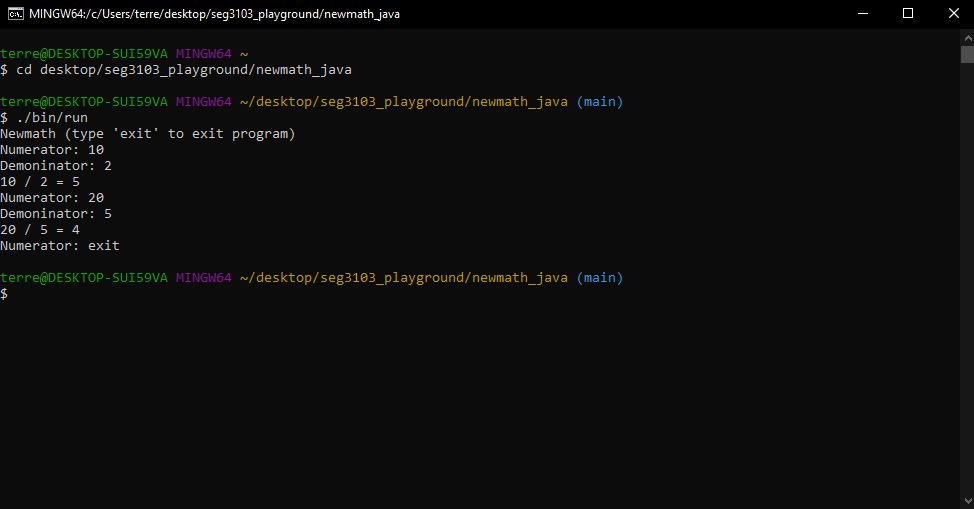 MINGW64:/c/Users/terre/desktop/seg3103_playground/newmath_java
terre@DESKTOP-SUI59VA MINGW64 ~
$ cd desktop/seg3103_playground/newmath_java
terre@DESKTOP-SUI59VA MINGW64 ~/desktop/seg3103_playground/newmath_java (main)
$ ./bin/run
Newmath (type 'exit' to exit program)
Numerator: 10
Demoninator: 2
10 / 2 = 5
Numerator: 20
Demoninator: 5
20 / 5 = 4
Numerator: exit
terre@DESKTOP-SUI59VA MINGW64 ~/desktop/seg3103_playground/newmath_java (main)
$